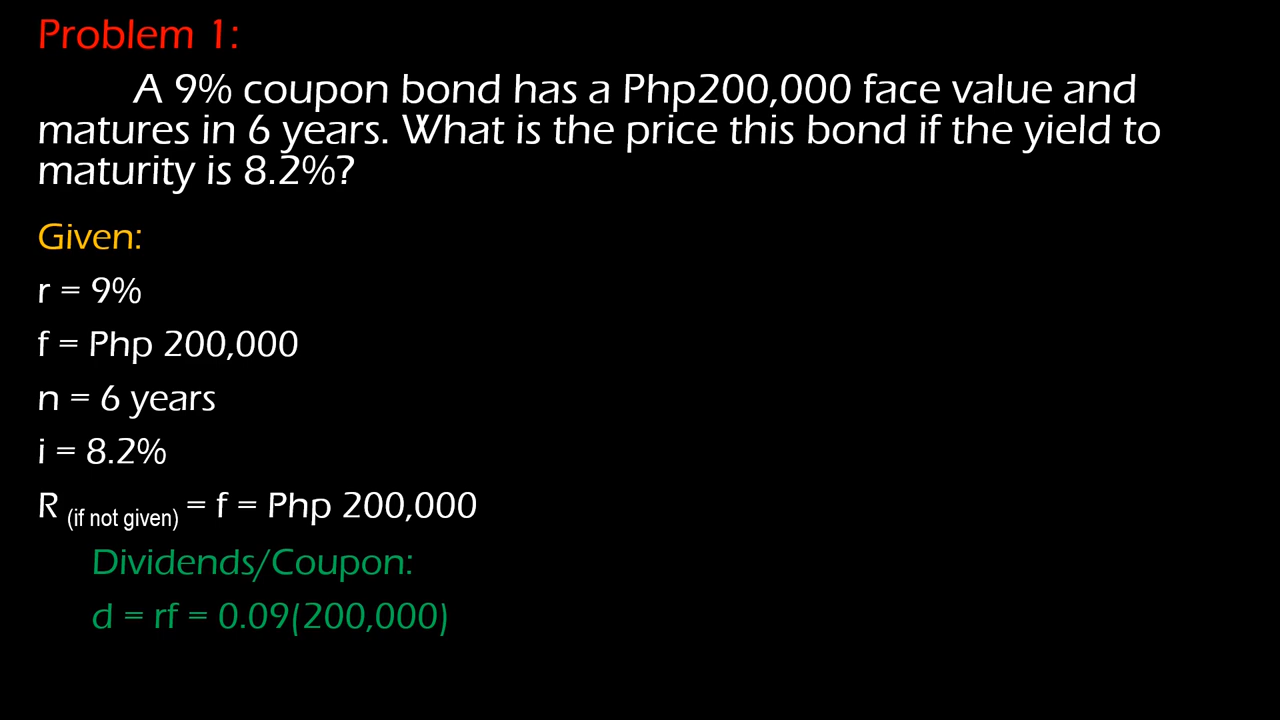 Problem 1:
A 9% coupon bond has a Php200,000 face value and
matures in 6 years. What is the price this bond if the yield to
maturity is 8.2%?
Given:
r = 9%
f = Php 200,000
n = 6 years
i = 8.2%
R (if not given) = f = Php 200,000
Dividends/Coupon:
d = rf = 0.09(200,000)